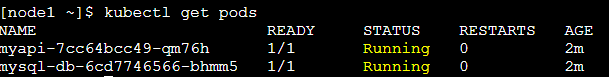 [node1 ~]$ kubectl get pods
NAME READY STATUS RESTARTS AGE
myapi-7cc64bcc49-qm76h 1/1 Running 0 2m
mysql-db-6cd7746566-bhmm5 1/1 Running 0 2m